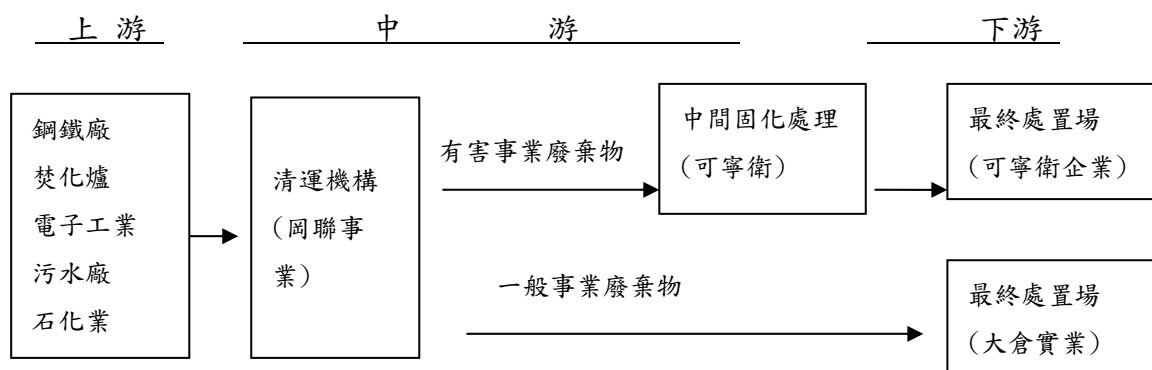 上 游　中　游　下游
鋼鐵廠
焚化爐
電子工業
污水廠
石化業
清運機構
(岡聯事
業)
有害事業廢棄物
中間固化處理
(可寧衛)
最終處置場
(可寧衛企業)
一般事業廢棄物
最終處置場
(大倉實業)